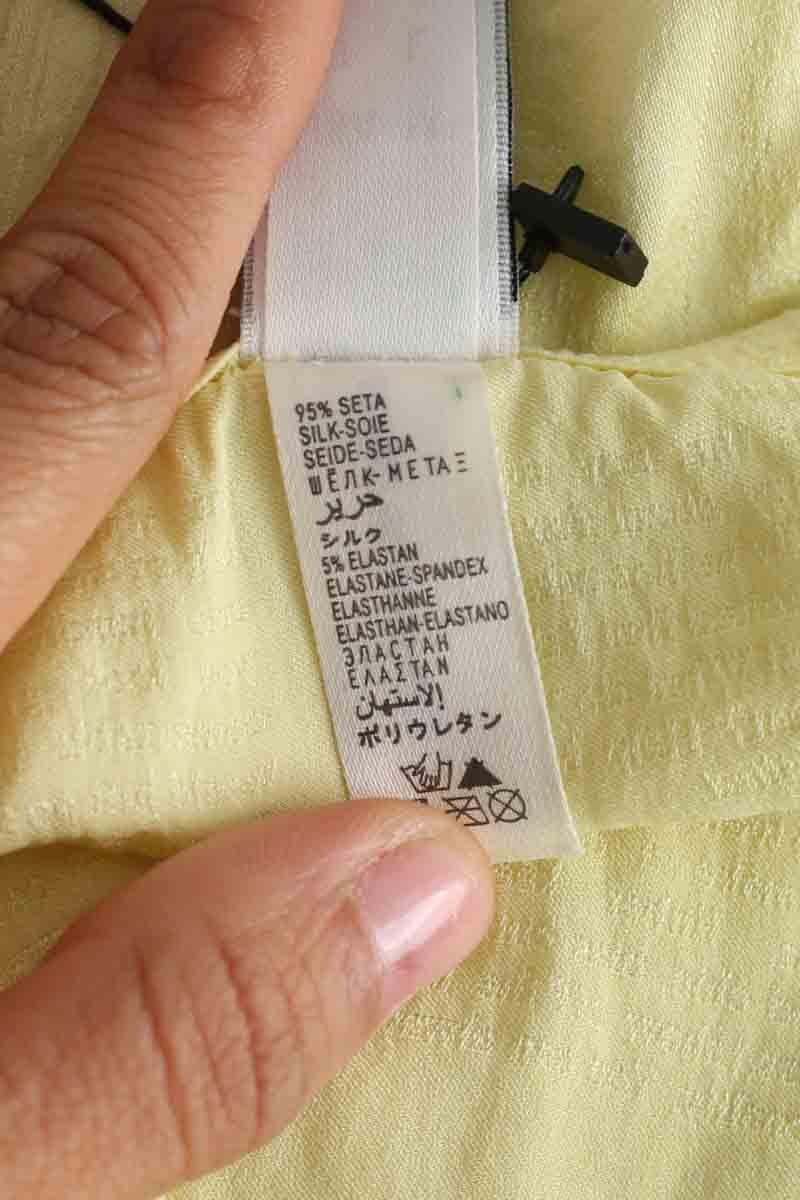 95% SETA
SILK-SOIE
SEIDE-SEDA
ШЁЛК-ΜΕΤΑΞ
حرير
シルク
5% ELASTAN
ELASTANE-SPANDEX
ELASTHANNE
ELASTHAN-ELASTANO
ЭЛАСТАН
ΕΛΑΣΤΑΝ
الاستهان
ポリウレタン